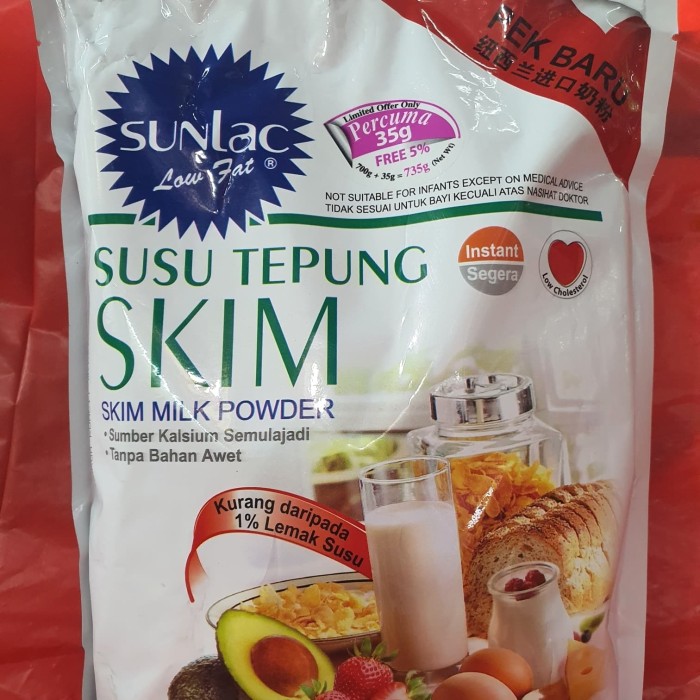 PEK BARU
纽西兰进口奶粉
SUNLAC
Low Fat ®
Limited Offer Only
Percuma
35g
FREE 5%
700g + 35g = 735g (Net Wt)
NOT SUITABLE FOR INFANTS EXCEPT ON MEDICAL ADVICE
TIDAK SESUAI UNTUK BAYI KECUALI ATAS NASIHAT DOKTOR
SUSU TEPUNG
SKIM
SKIM MILK POWDER
Instant
Segera
Low Cholesterol
• Sumber Kalsium Semulajadi
• Tanpa Bahan Awet
Kurang daripada
1% Lemak Susu